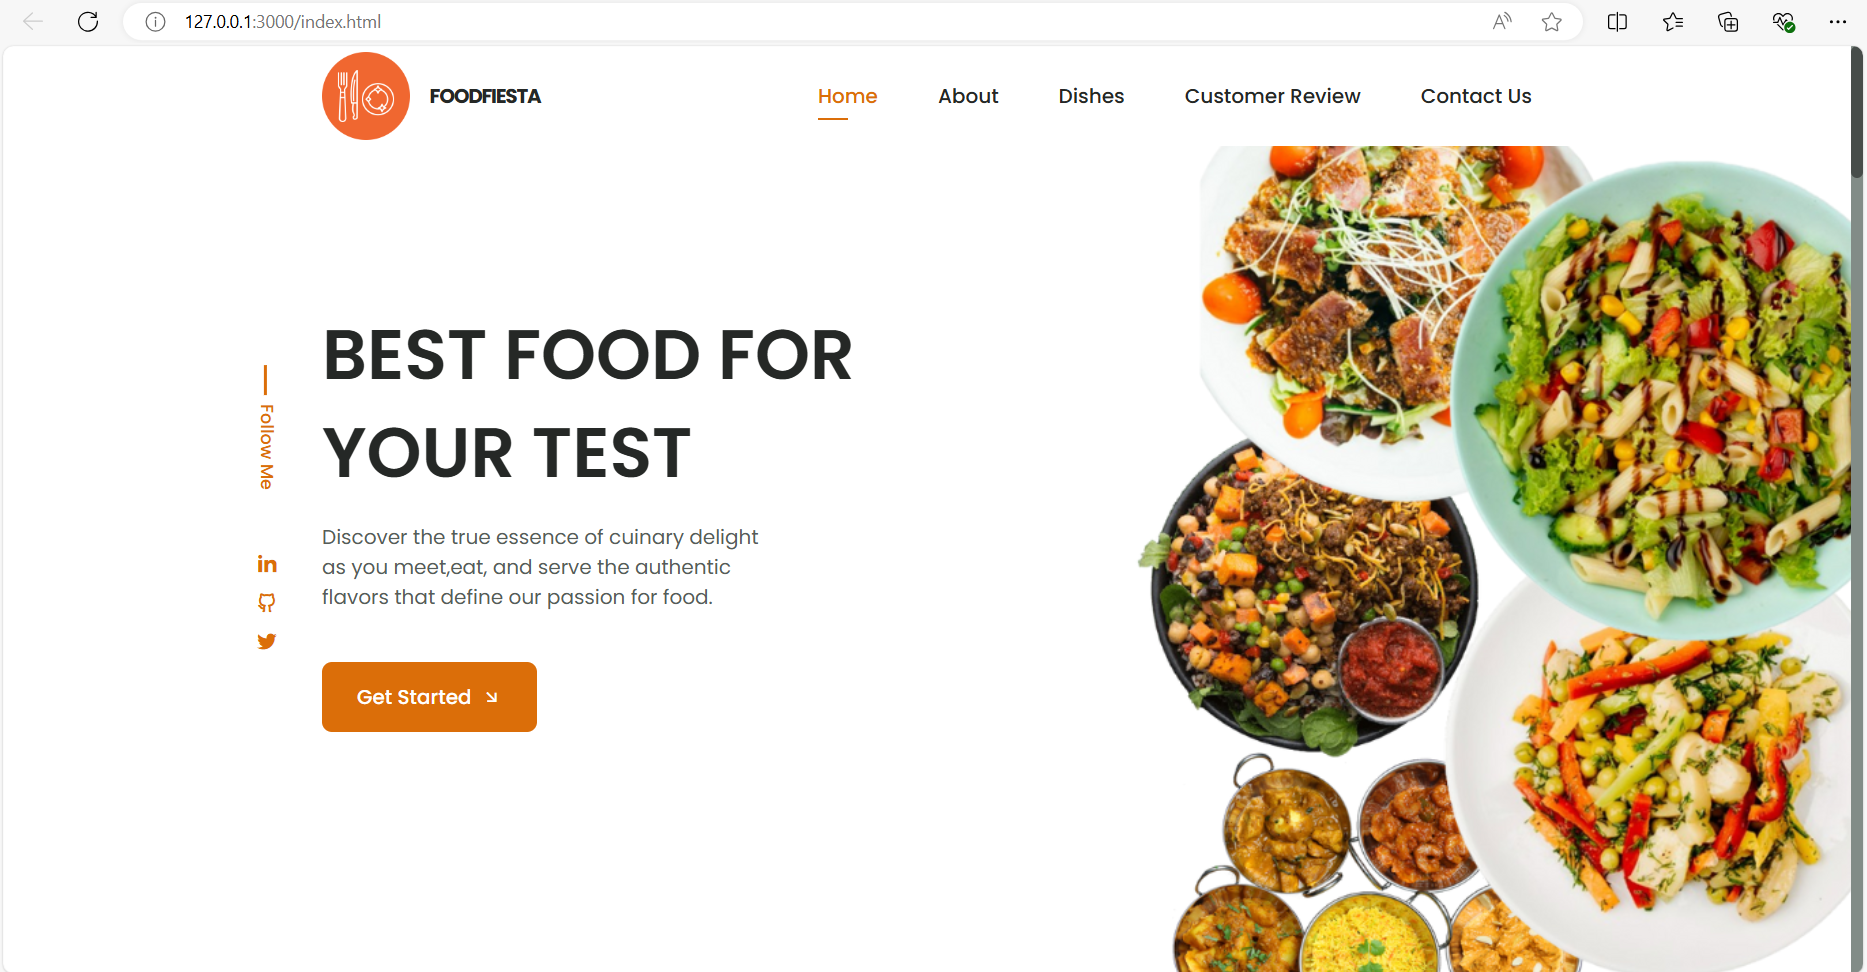 127.0.0.1:3000/index.html
FOODFIESTA
Home About Dishes Customer Review Contact Us
BEST FOOD FOR
YOUR TEST
Follow Me
Discover the true essence of cuinary delight
as you meet,eat, and serve the authentic
flavors that define our passion for food.
Get Started